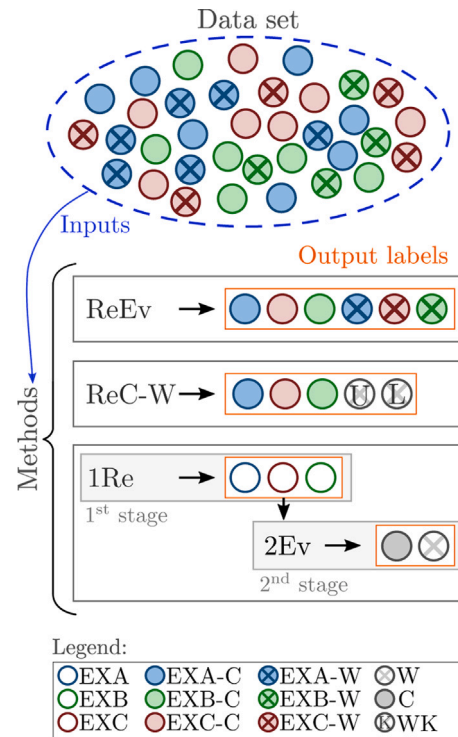 Data set
Inputs
Output labels
Methods
ReEv
ReC-W U L
1Re
1st stage
2Ev
2nd stage
Legend:
EXA EXA-C EXA-W W
EXB EXB-C EXB-W C
EXC EXC-C EXC-W K WK